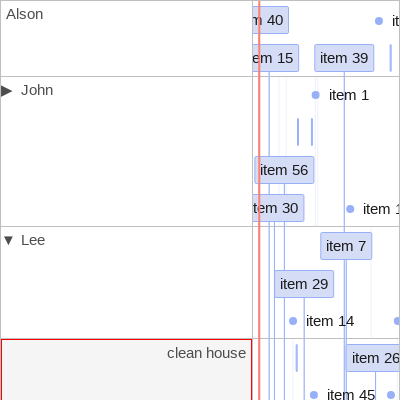 Alson
m 40
it
em 15
item 39
▶ John
item 1
item 56
tem 30
item 1
▼ Lee
item 7
item 29
item 14
clean house
item 26
item 45